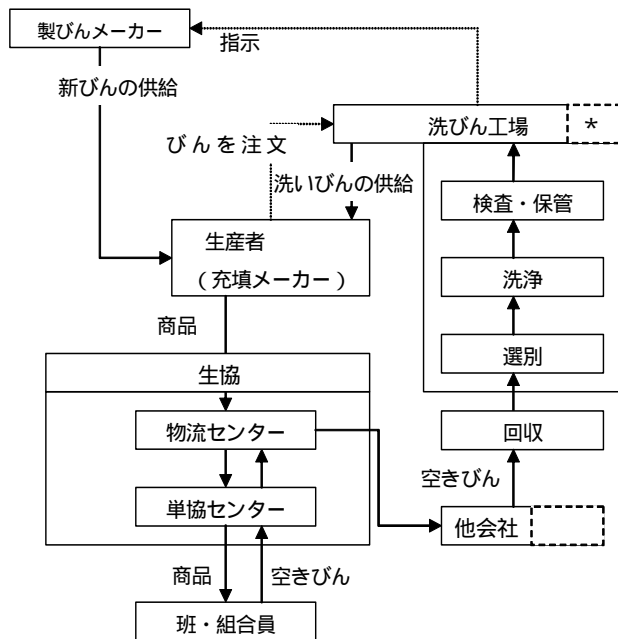 製びんメーカー
指示
新びんの供給
洗びん工場
*
びんを注文
洗いびんの供給
検査・保管
生産者
(充填メーカー)
洗浄
商品
選別
生協
物流センター
回収
空きびん
単協センター
他会社
商品
空きびん
班・組合員